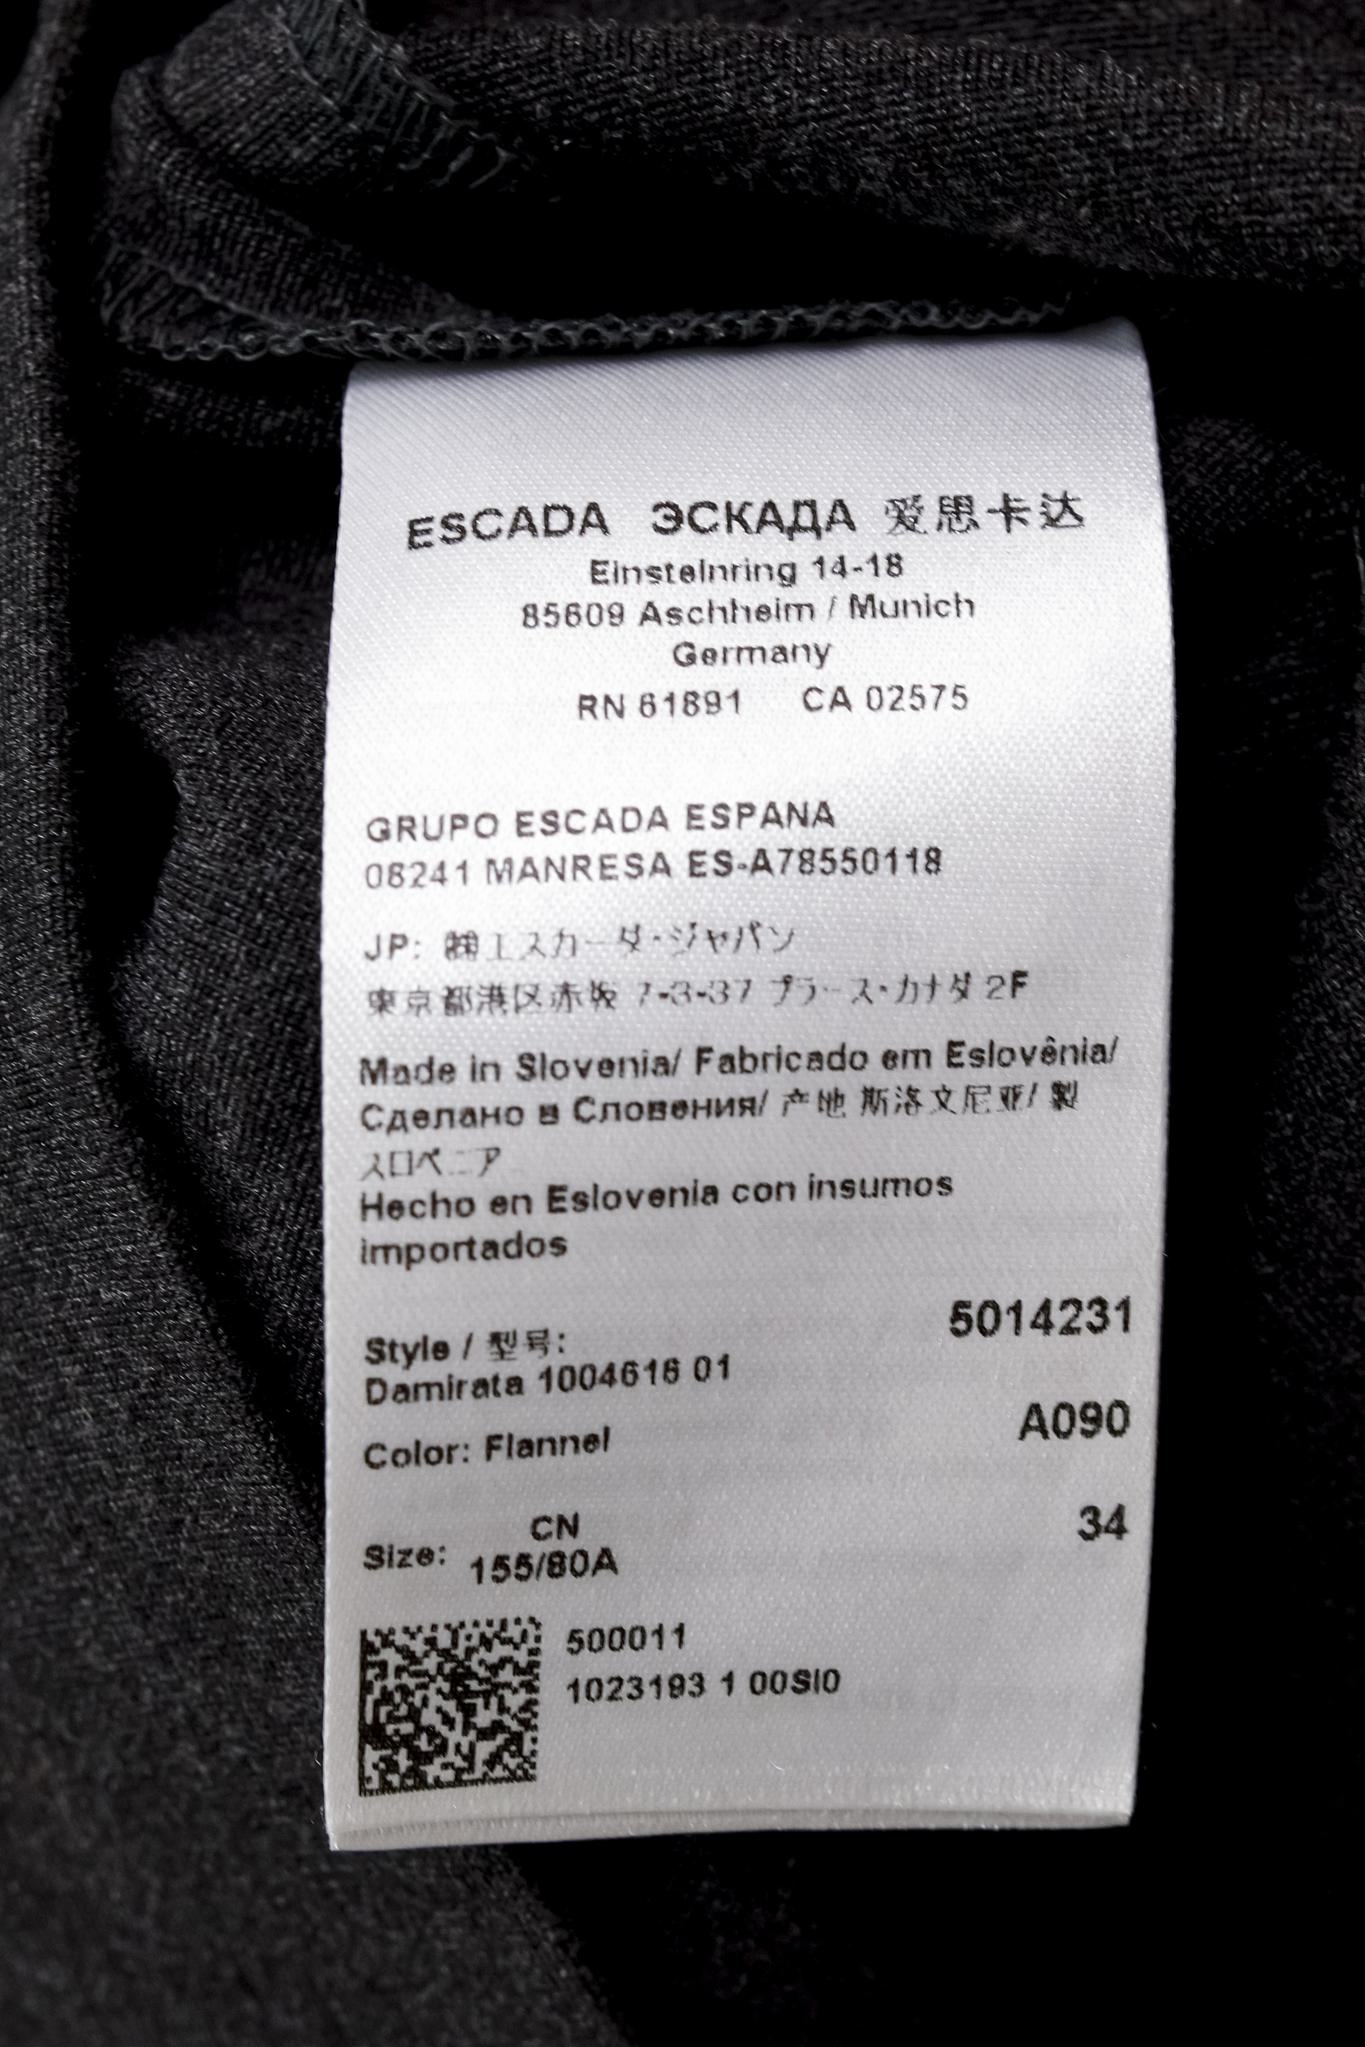 ESCADA ЭСКАДА 爱思卡达
Einsteinring 14-18
85609 Aschheim / Munich
Germany
RN 61891 CA 02575
GRUPO ESCADA ESPANA
08241 MANRESA ES-A78550118
JP: ㈱エスカーダ・ジャパン
東京都港区赤坂 7-3-37 プラース・カナダ 2F
Made in Slovenia/ Fabricado em Eslovênia/
Сделано в Словения/ 产地 斯洛文尼亚/ 製
スロベニア
Hecho en Eslovenia con insumos
importados
Style / 型号:
5014231
Damirata 1004616 01
Color: Flannel
A090
CN
Size: 155/80A
34
500011
1023193 1 00SI0